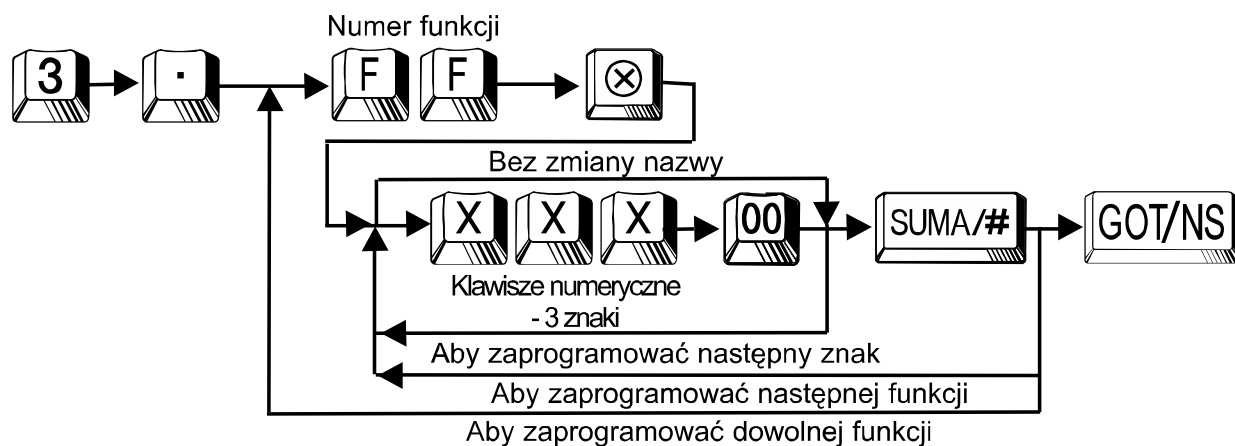 Numer funkcji
3 . F F ⊗
Bez zmiany nazwy
X X X 00 SUMA/# GOT/NS
Klawisze numeryczne
- 3 znaki
Aby zaprogramować następny znak
Aby zaprogramować następnej funkcji
Aby zaprogramować dowolnej funkcji